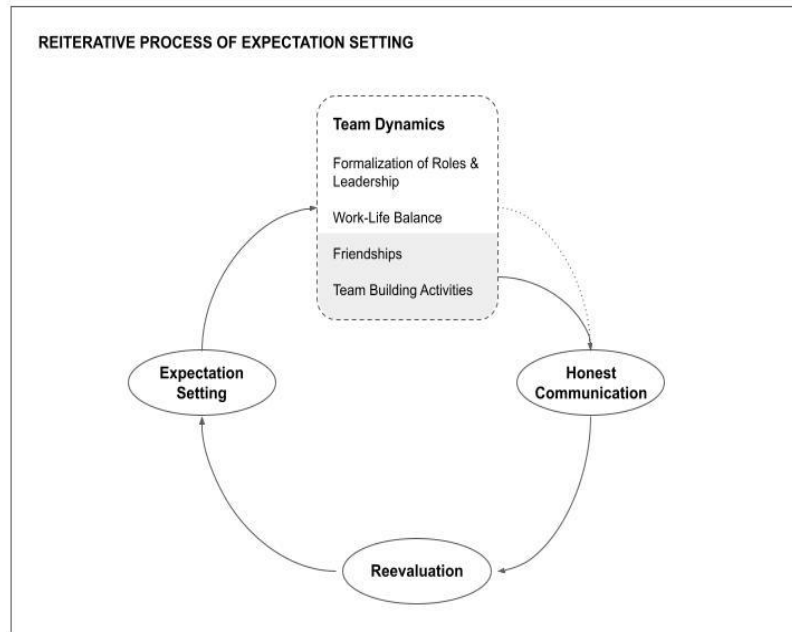 REITERATIVE PROCESS OF EXPECTATION SETTING
Team Dynamics
Formalization of Roles &
Leadership
Work-Life Balance
Friendships
Team Building Activities
Expectation
Setting
Honest
Communication
Reevaluation